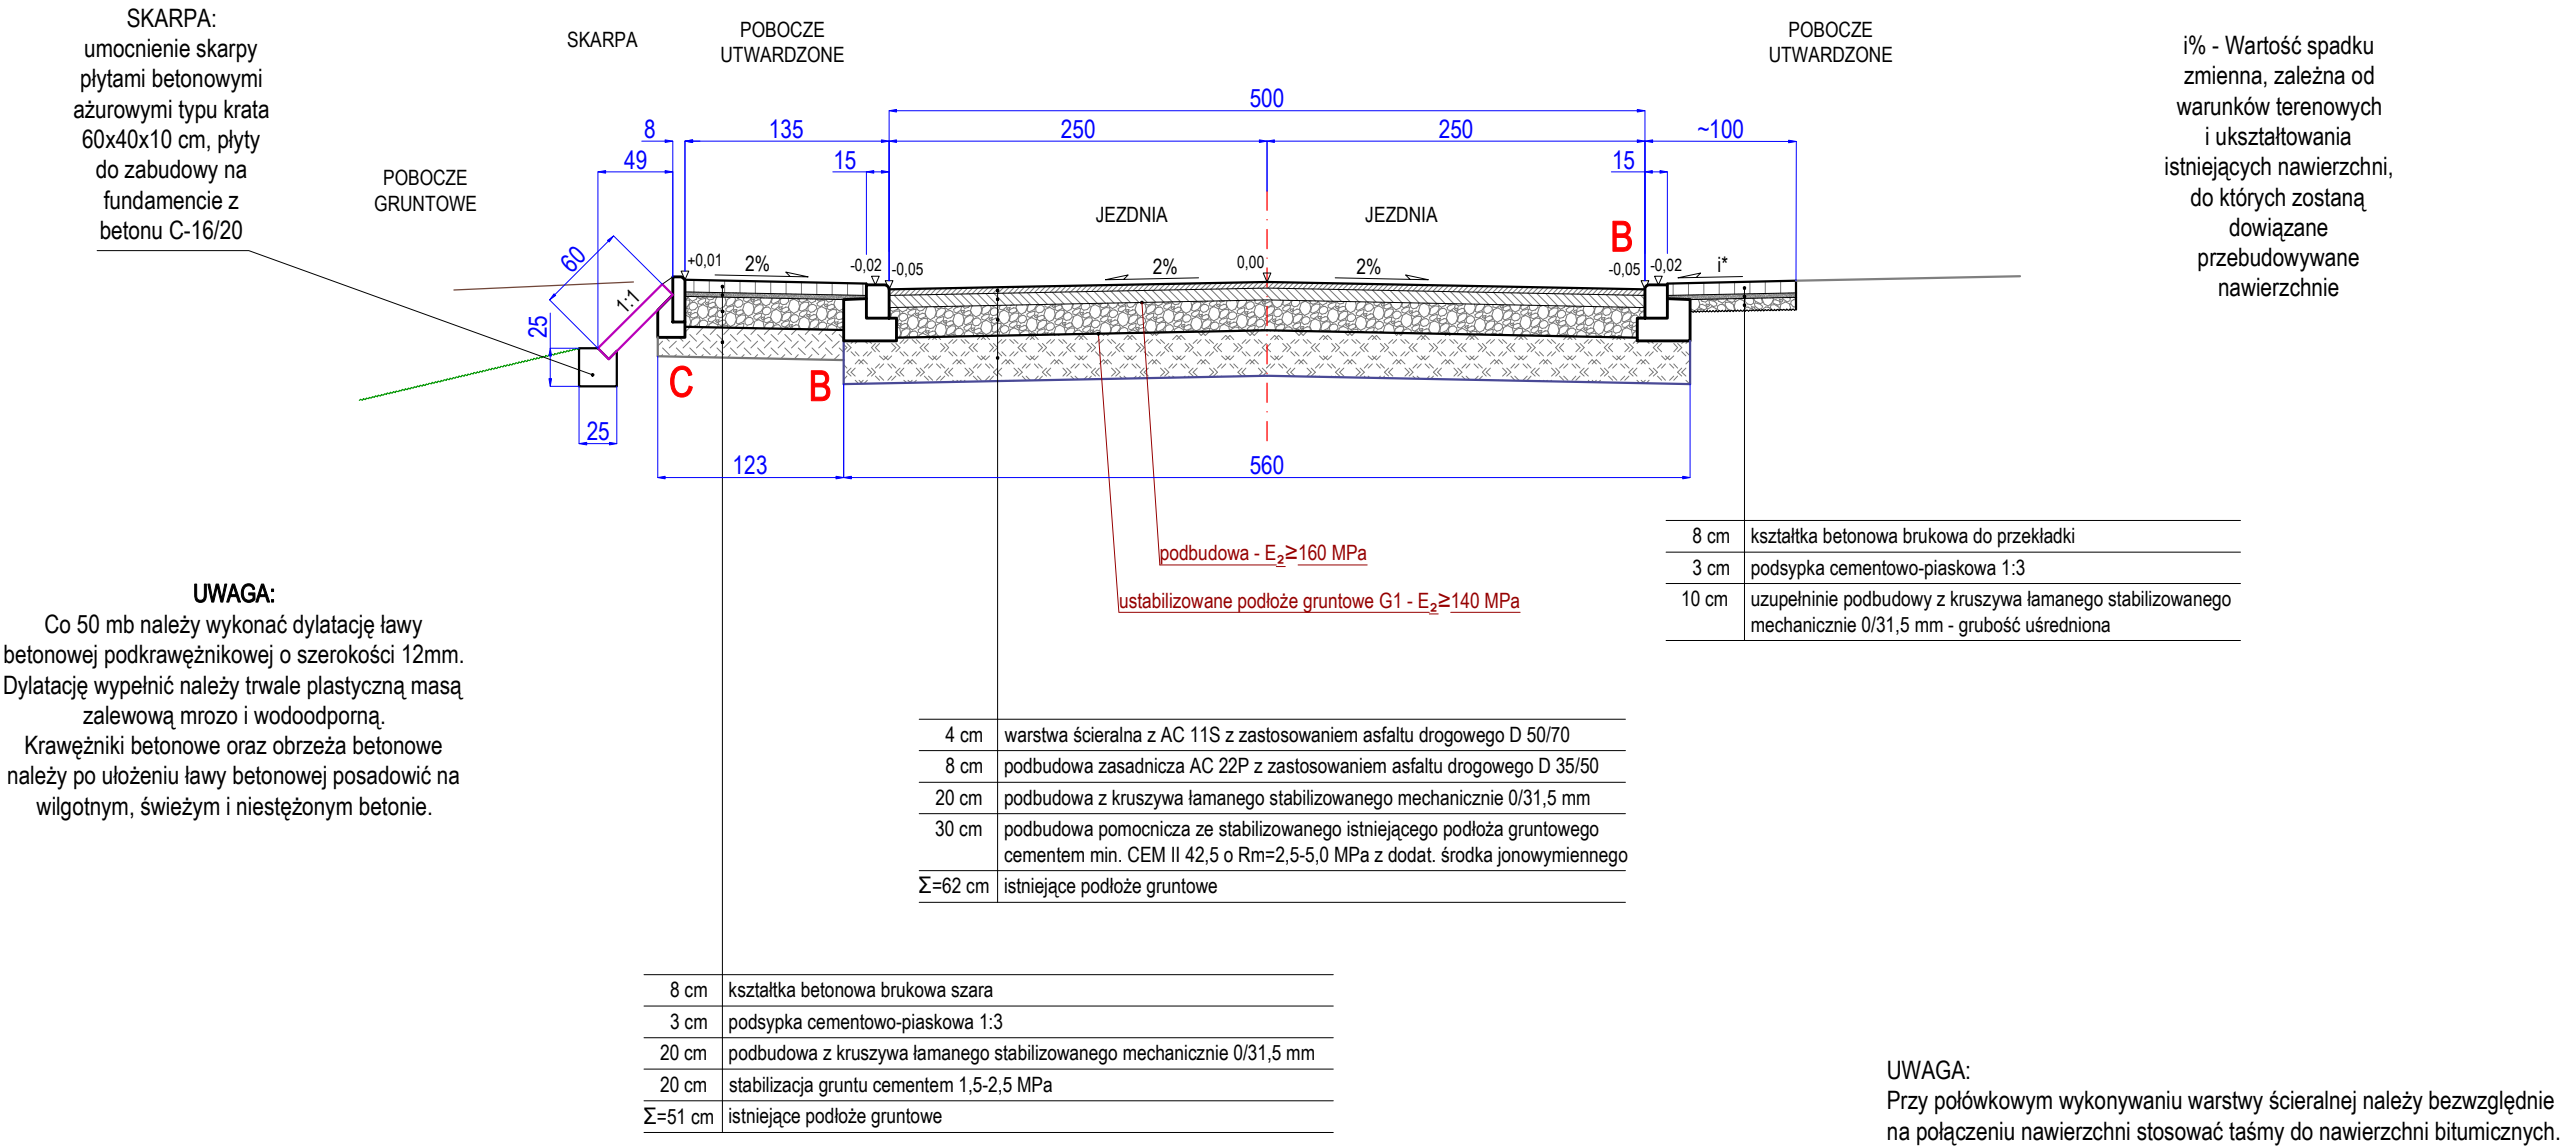 SKARPA:
umocnienie skarpy
płytami betonowymi
ażurowymi typu krata
60x40x10 cm, płyty
do zabudowy na
fundamencie z
betonu C-16/20
SKARPA
POBOCZE
UTWARDZONE
POBOCZE
UTWARDZONE
i% - Wartość spadku
zmienna, zależna od
warunków terenowych
i ukształtowania
istniejących nawierzchni,
do których zostaną
dowiązane
przebudowywane
nawierzchnie
500
8
135
250
250
~100
49
15
15
POBOCZE
GRUNTOWE
JEZDNIA
JEZDNIA
B
60
1:1
+0,01
2%
-0,02
-0,05
2%
0,00
2%
-0,05
-0,02
i*
25
C
B
25
123
560
podbudowa - E2≥160 MPa
ustabilizowane podłoże gruntowe G1 - E2≥140 MPa
8 cm kształtka betonowa brukowa do przekładki
3 cm podsypka cementowo-piaskowa 1:3
10 cm uzupełninie podbudowy z kruszywa łamanego stabilizowanego
mechanicznie 0/31,5 mm - grubość uśredniona
UWAGA:
Co 50 mb należy wykonać dylatację ławy
betonowej podkrawężnikowej o szerokości 12mm.
Dylatację wypełnić należy trwale plastyczną masą
zalewową mrozo i wodoodporną.
Krawężniki betonowe oraz obrzeża betonowe
należy po ułożeniu ławy betonowej posadowić na
wilgotnym, świeżym i niestężonym betonie.
4 cm warstwa ścieralna z AC 11S z zastosowaniem asfaltu drogowego D 50/70
8 cm podbudowa zasadnicza AC 22P z zastosowaniem asfaltu drogowego D 35/50
20 cm podbudowa z kruszywa łamanego stabilizowanego mechanicznie 0/31,5 mm
30 cm podbudowa pomocnicza ze stabilizowanego istniejącego podłoża gruntowego
cementem min. CEM II 42,5 o Rm=2,5-5,0 MPa z dodat. środka jonowymiennego
Σ=62 cm istniejące podłoże gruntowe
8 cm kształtka betonowa brukowa szara
3 cm podsypka cementowo-piaskowa 1:3
20 cm podbudowa z kruszywa łamanego stabilizowanego mechanicznie 0/31,5 mm
20 cm stabilizacja gruntu cementem 1,5-2,5 MPa
Σ=51 cm istniejące podłoże gruntowe
UWAGA:
Przy połówkowym wykonywaniu warstwy ścieralnej należy bezwzględnie
na połączeniu nawierzchni stosować taśmy do nawierzchni bitumicznych.